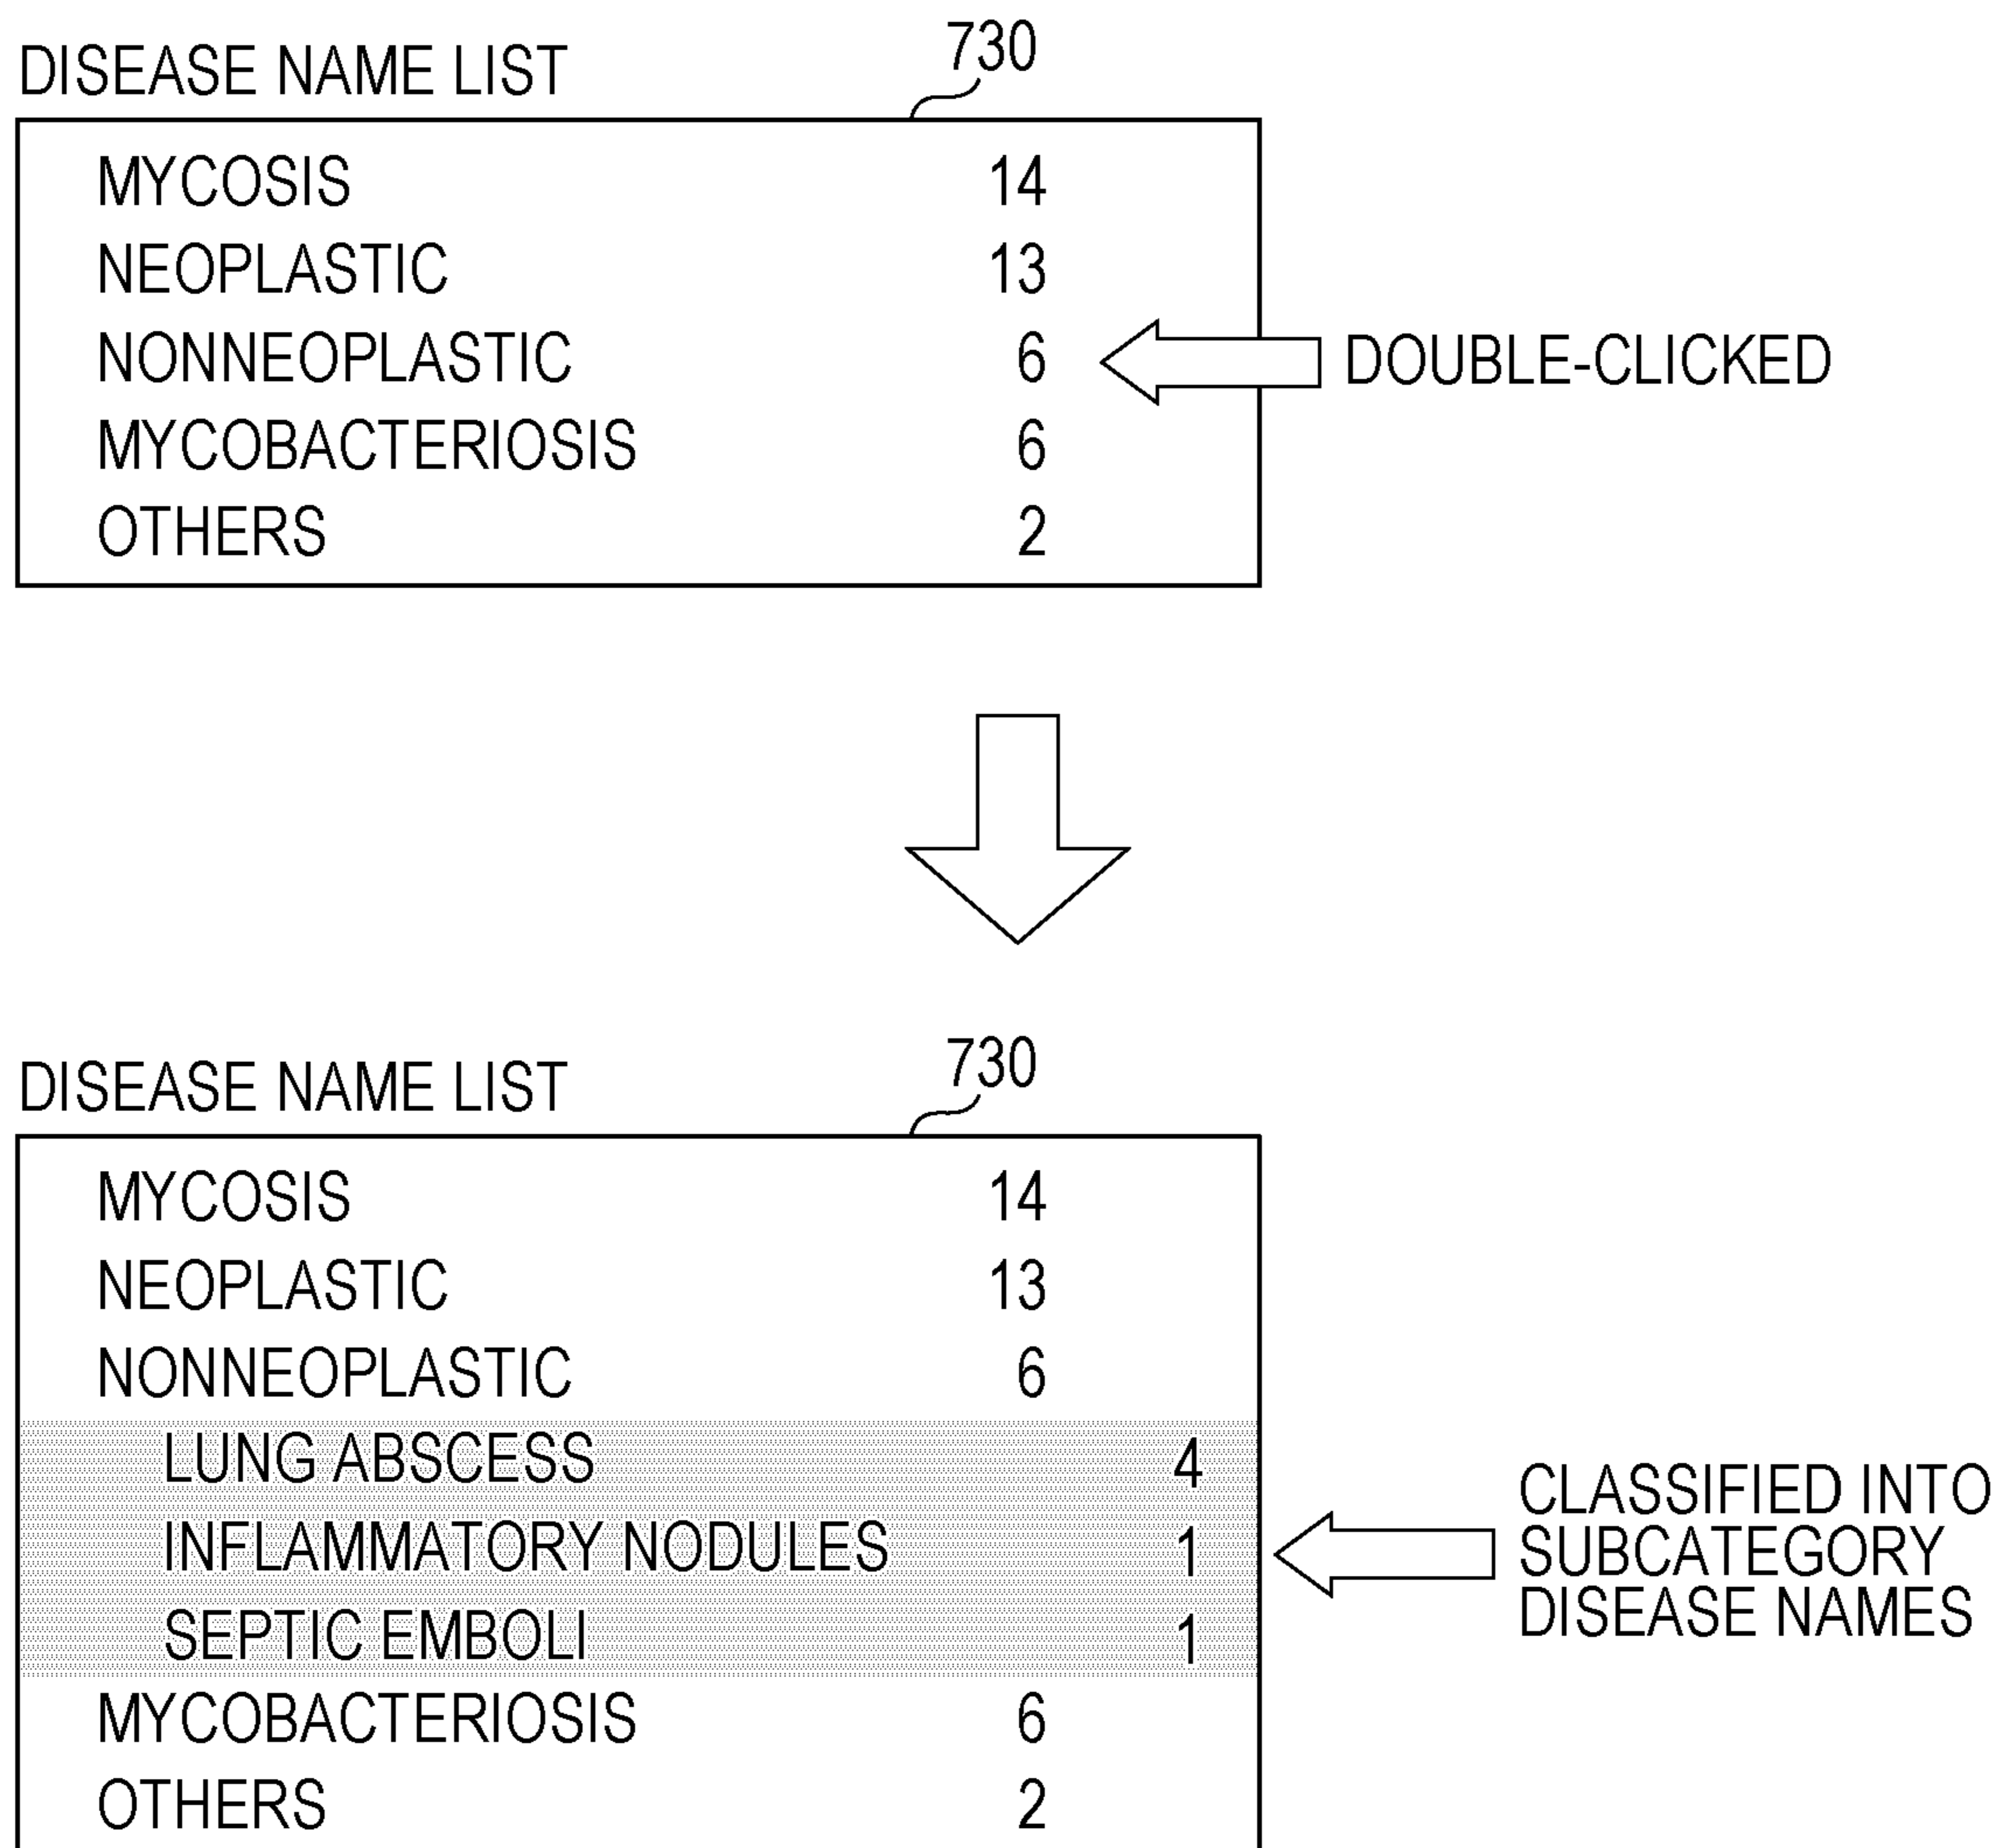 DISEASE NAME LIST 730
MYCOSIS 14
NEOPLASTIC 13
NONNEOPLASTIC 6 DOUBLE-CLICKED
MYCOBACTERIOSIS 6
OTHERS 2
DISEASE NAME LIST 730
MYCOSIS 14
NEOPLASTIC 13
NONNEOPLASTIC 6
LUNG ABSCESS 4
INFLAMMATORY NODULES 1
SEPTIC EMBOLI 1
CLASSIFIED INTO
SUBCATEGORY
DISEASE NAMES
MYCOBACTERIOSIS 6
OTHERS 2